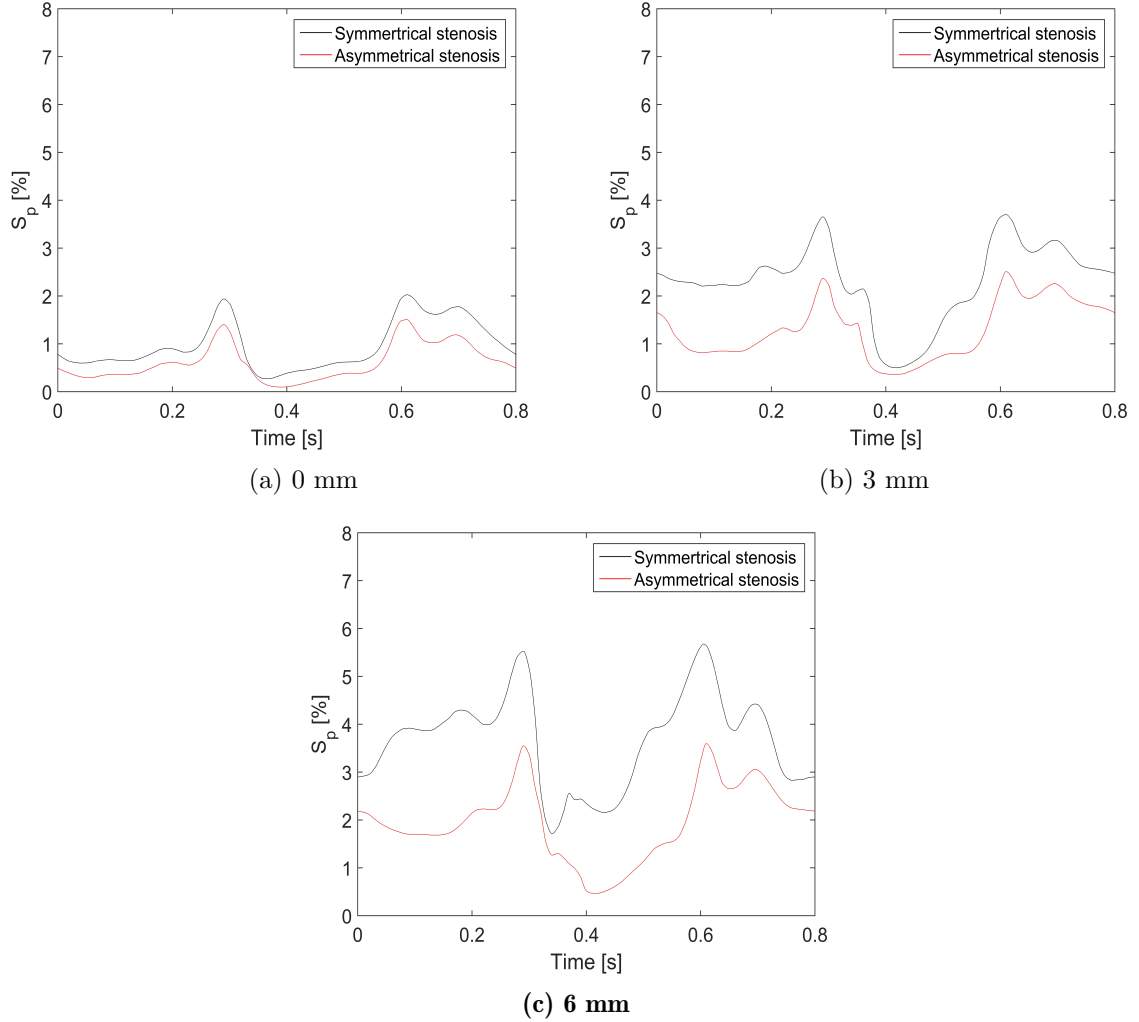 8
7
6
5
4
3
2
1
0
S_p [%]
Symmertrical stenosis
Asymmetrical stenosis
0 0.2 0.4 0.6 0.8
Time [s]
(a) 0 mm
8
7
6
5
4
3
2
1
0
S_p [%]
Symmertrical stenosis
Asymmetrical stenosis
0 0.2 0.4 0.6 0.8
Time [s]
(b) 3 mm
8
7
6
5
4
3
2
1
0
S_p [%]
Symmertrical stenosis
Asymmetrical stenosis
0 0.2 0.4 0.6 0.8
Time [s]
(c) 6 mm